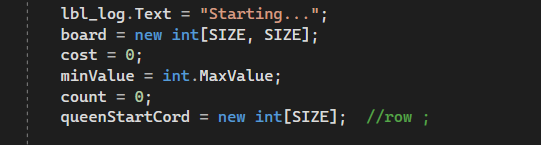 lbl_log.Text = "Starting...";
board = new int[SIZE, SIZE];
cost = 0;
minValue = int.MaxValue;
count = 0;
queenStartCord = new int[SIZE];  //row ;